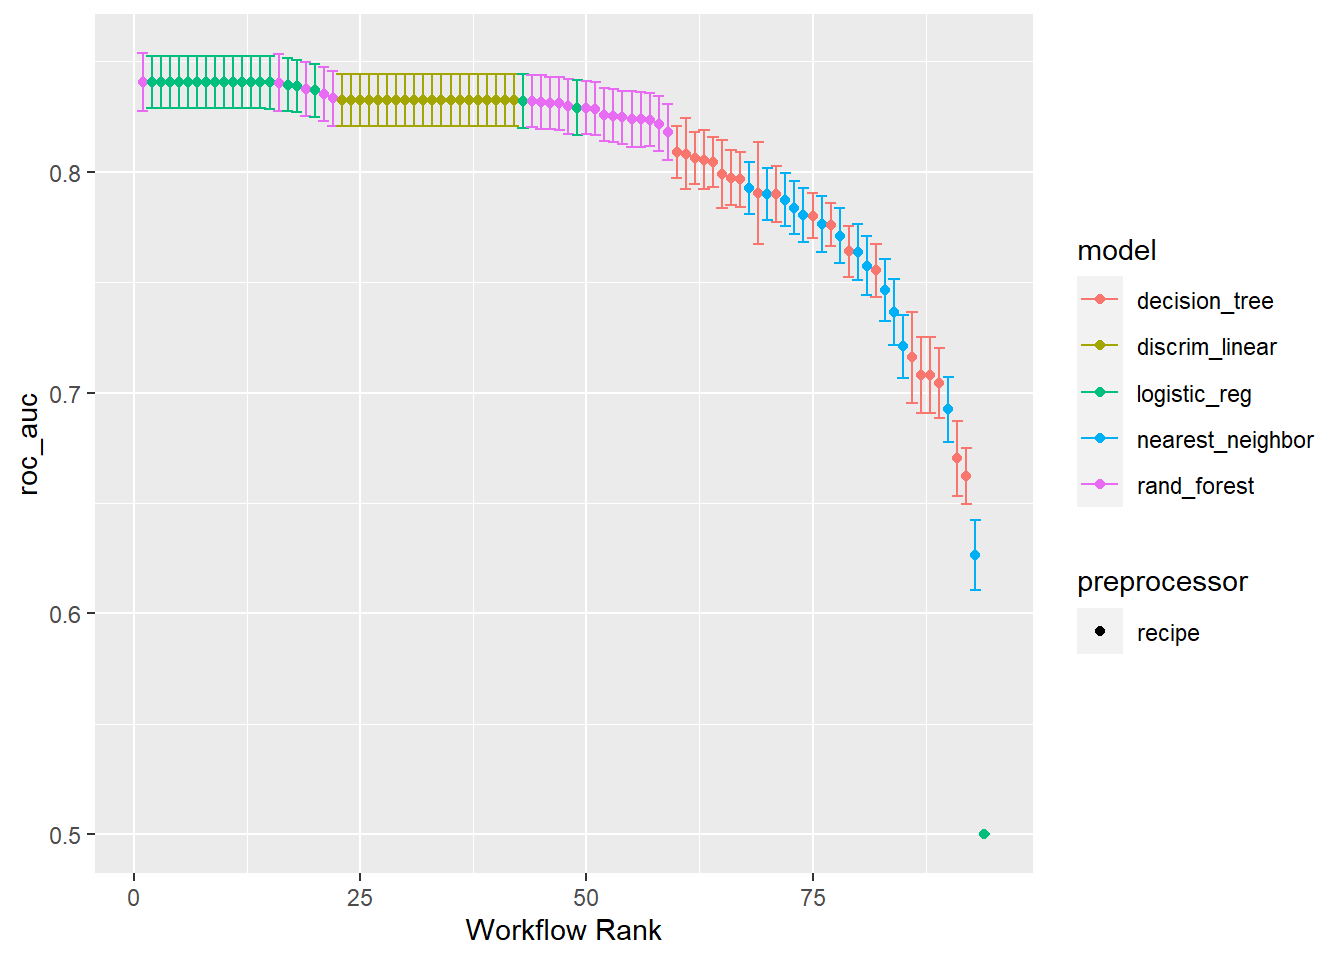 roc_auc
0.8
0.7
0.6
0.5
0
25
50
75
Workflow Rank
model
decision_tree
discrim_linear
logistic_reg
nearest_neighbor
rand_forest
preprocessor
recipe